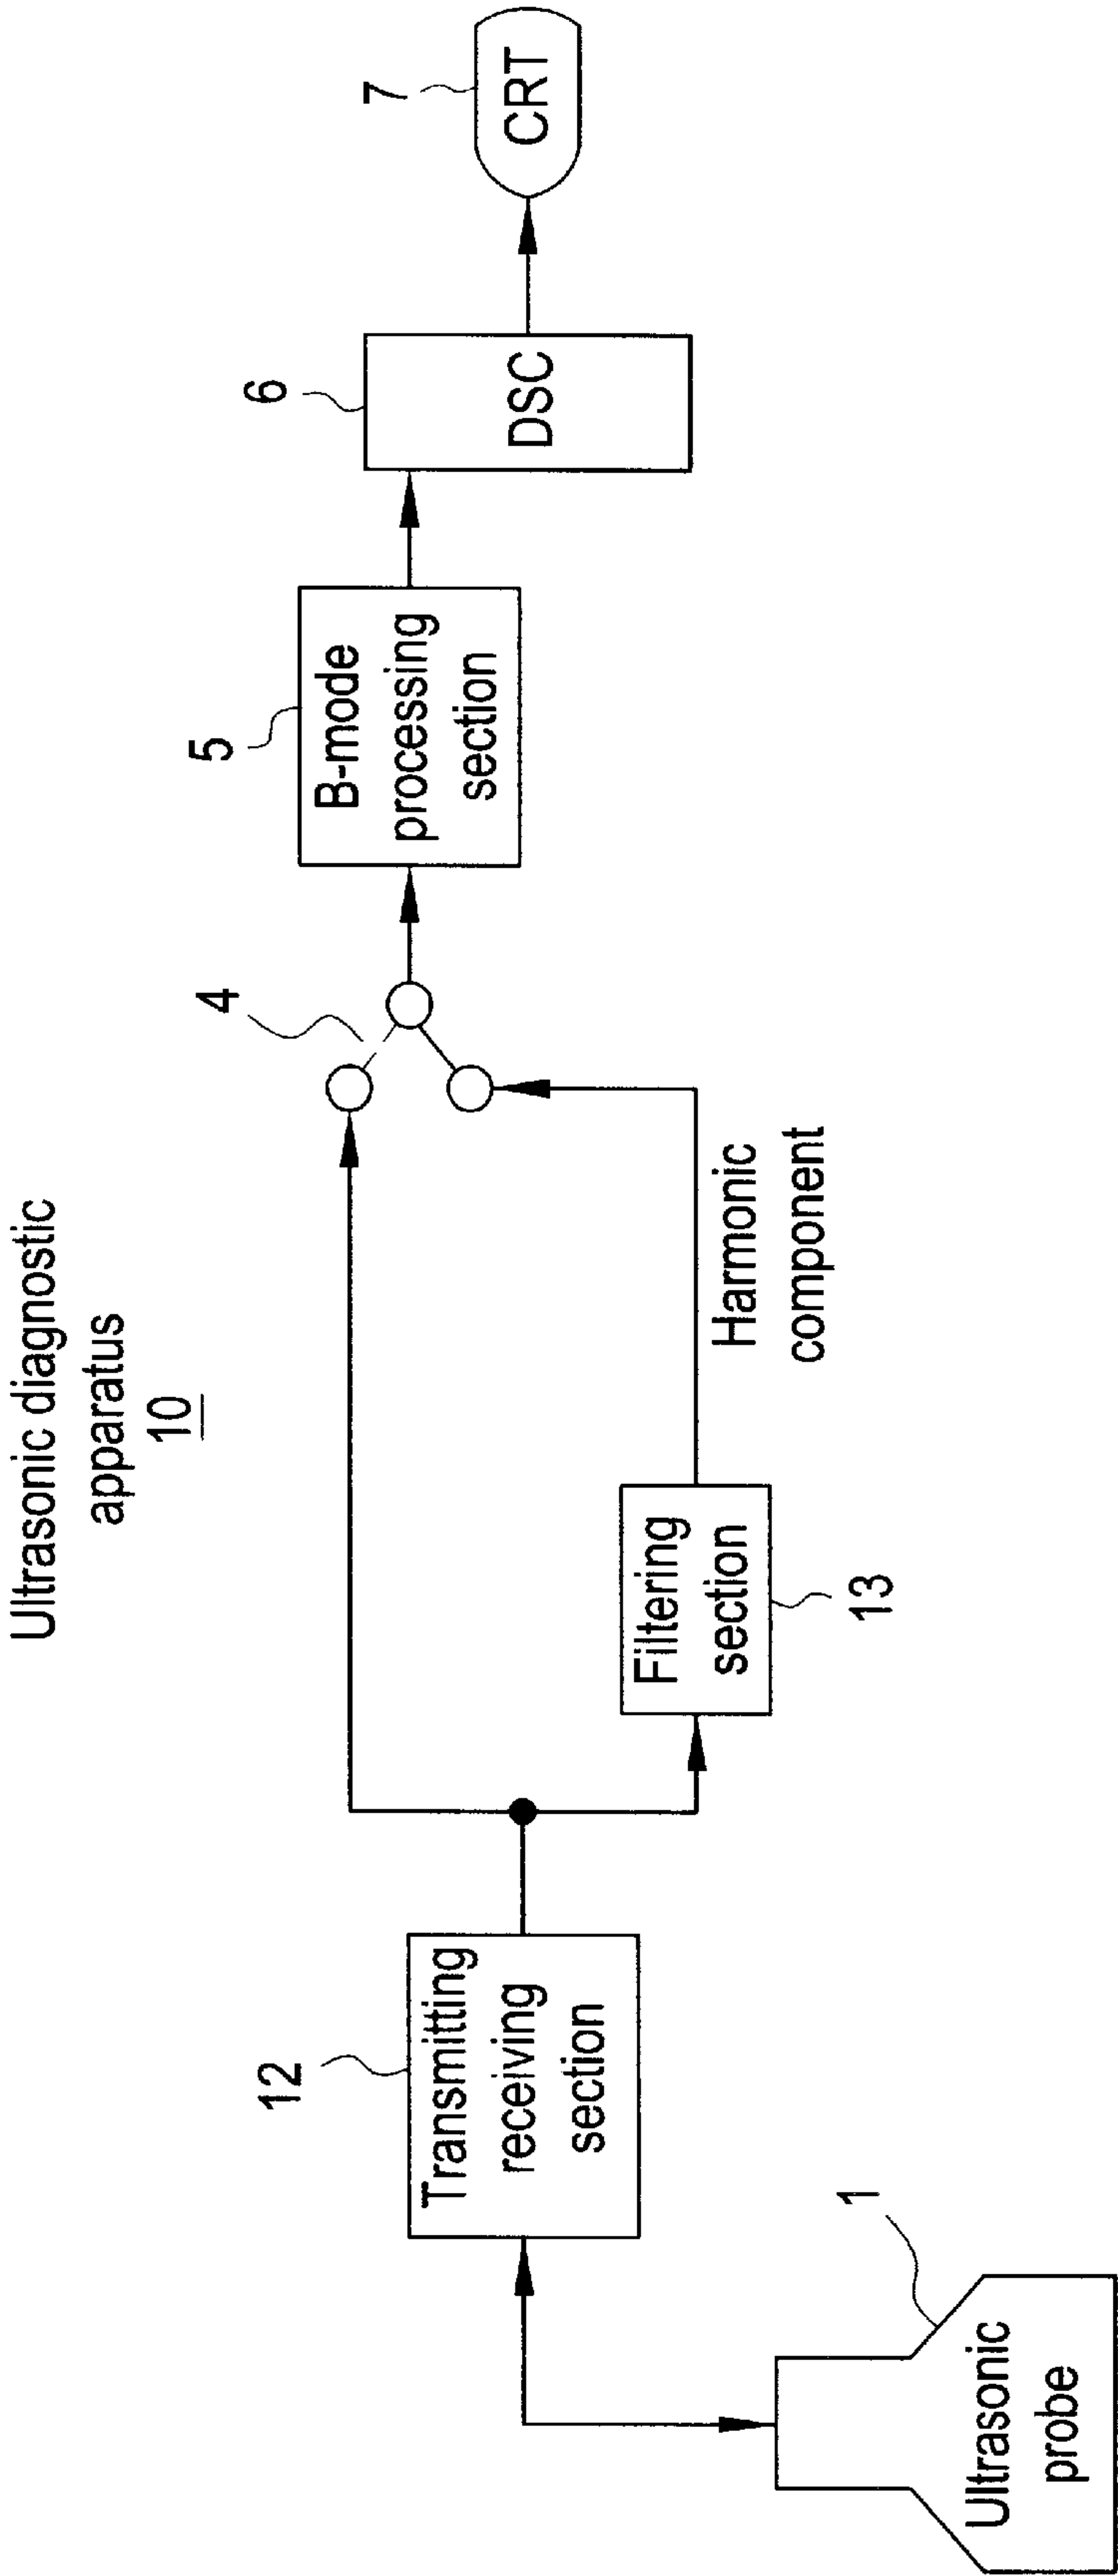 Ultrasonic diagnostic
apparatus
10
1
Ultrasonic
probe
12
Transmitting
receiving
section
Filtering
section
13
Harmonic
component
4
5
B-mode
processing
section
6
DSC
7
CRT